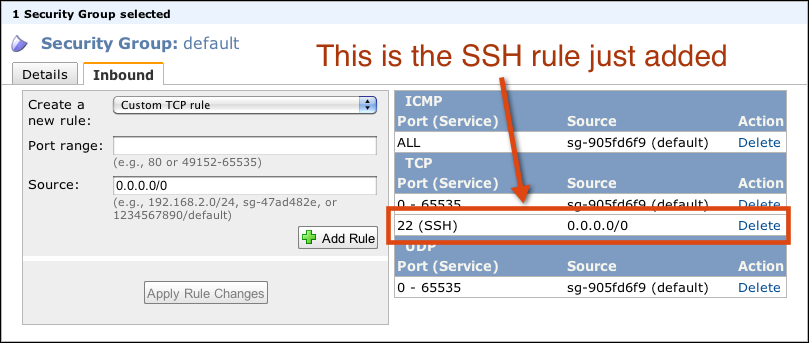 1 Security Group selected
Security Group: default
This is the SSH rule just added
Details
Inbound
Create a new rule:
Custom TCP rule
Port range:
(e.g., 80 or 49152-65535)
Source:
0.0.0.0/0
(e.g., 192.168.2.0/24, sg-47ad482e, or
1234567890/default)
Add Rule
Apply Rule Changes
ICMP
Port (Service) Source Action
ALL sg-905fd6f9 (default) Delete
TCP
Port (Service) Source Action
0 - 65535 sg-905fd6f9 (default) Delete
22 (SSH) 0.0.0.0/0 Delete
UDP
Port (Service) Source Action
0 - 65535 sg-905fd6f9 (default) Delete